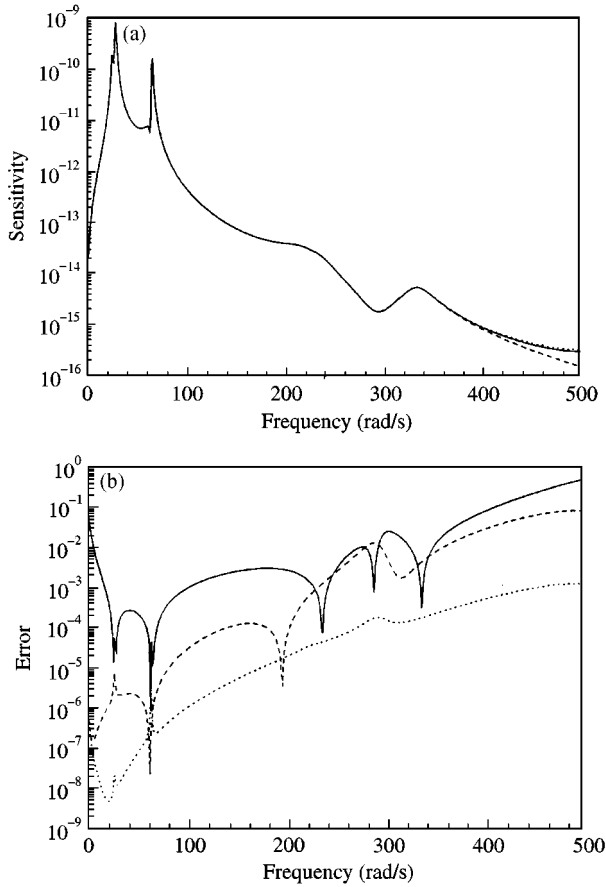 (a)
Sensitivity
10⁻⁹
10⁻¹⁰
10⁻¹¹
10⁻¹²
10⁻¹³
10⁻¹⁴
10⁻¹⁵
10⁻¹⁶
0 100 200 300 400 500
Frequency (rad/s)
(b)
Error
10⁰
10⁻¹
10⁻²
10⁻³
10⁻⁴
10⁻⁵
10⁻⁶
10⁻⁷
10⁻⁸
10⁻⁹
0 100 200 300 400 500
Frequency (rad/s)